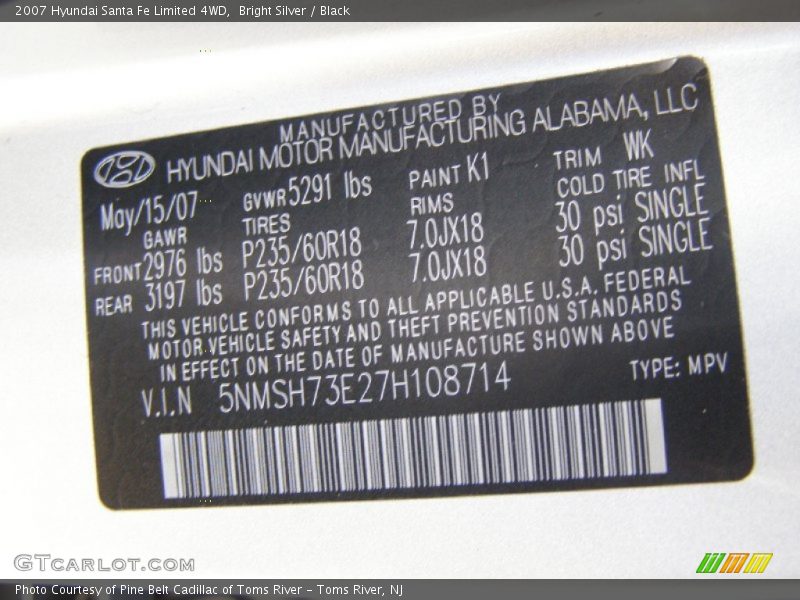 2007 Hyundai Santa Fe Limited 4WD,  Bright Silver / Black
MANUFACTURED BY
HYUNDAI MOTOR MANUFACTURING ALABAMA, LLC
May/15/07 GVWR 5291 lbs PAINT K1 TRIM WK
GAWR TIRES RIMS COLD TIRE INFL
FRONT 2976 lbs P235/60R18 7.0JX18 30 psi SINGLE
REAR 3197 lbs P235/60R18 7.0JX18 30 psi SINGLE
THIS VEHICLE CONFORMS TO ALL APPLICABLE U.S.A. FEDERAL
MOTOR VEHICLE SAFETY AND THEFT PREVENTION STANDARDS
IN EFFECT ON THE DATE OF MANUFACTURE SHOWN ABOVE
V.I.N 5NMSH73E27H108714 TYPE: MPV
GTCARLOT.COM
Photo Courtesy of Pine Belt Cadillac of Toms River – Toms River, NJ